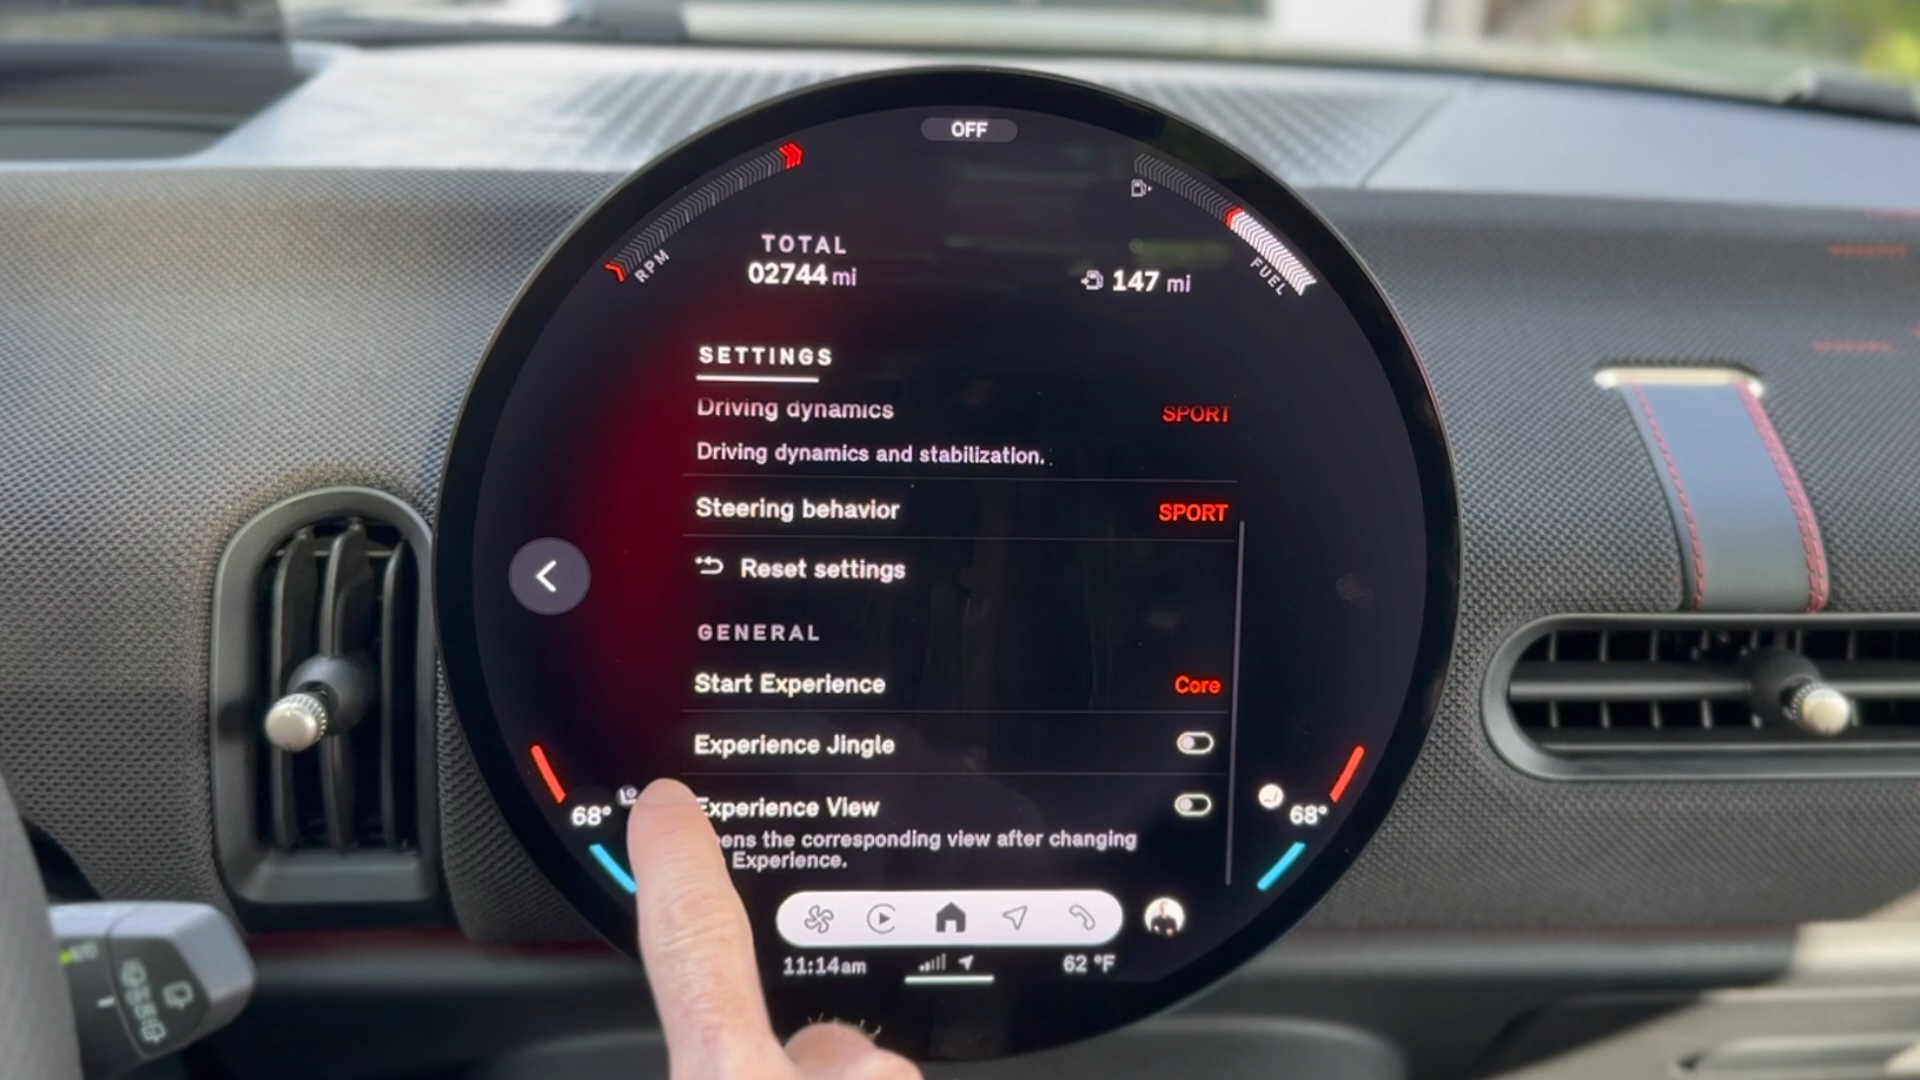 OFF
RPM
FUEL
TOTAL
02744 mi
147 mi
SETTINGS
Driving dynamics SPORT
Driving dynamics and stabilization.
Steering behavior SPORT
Reset settings
GENERAL
Start Experience Core
Experience Jingle
Experience View
ens the corresponding view after changing
Experience.
68°
68°
11:14am
62 °F